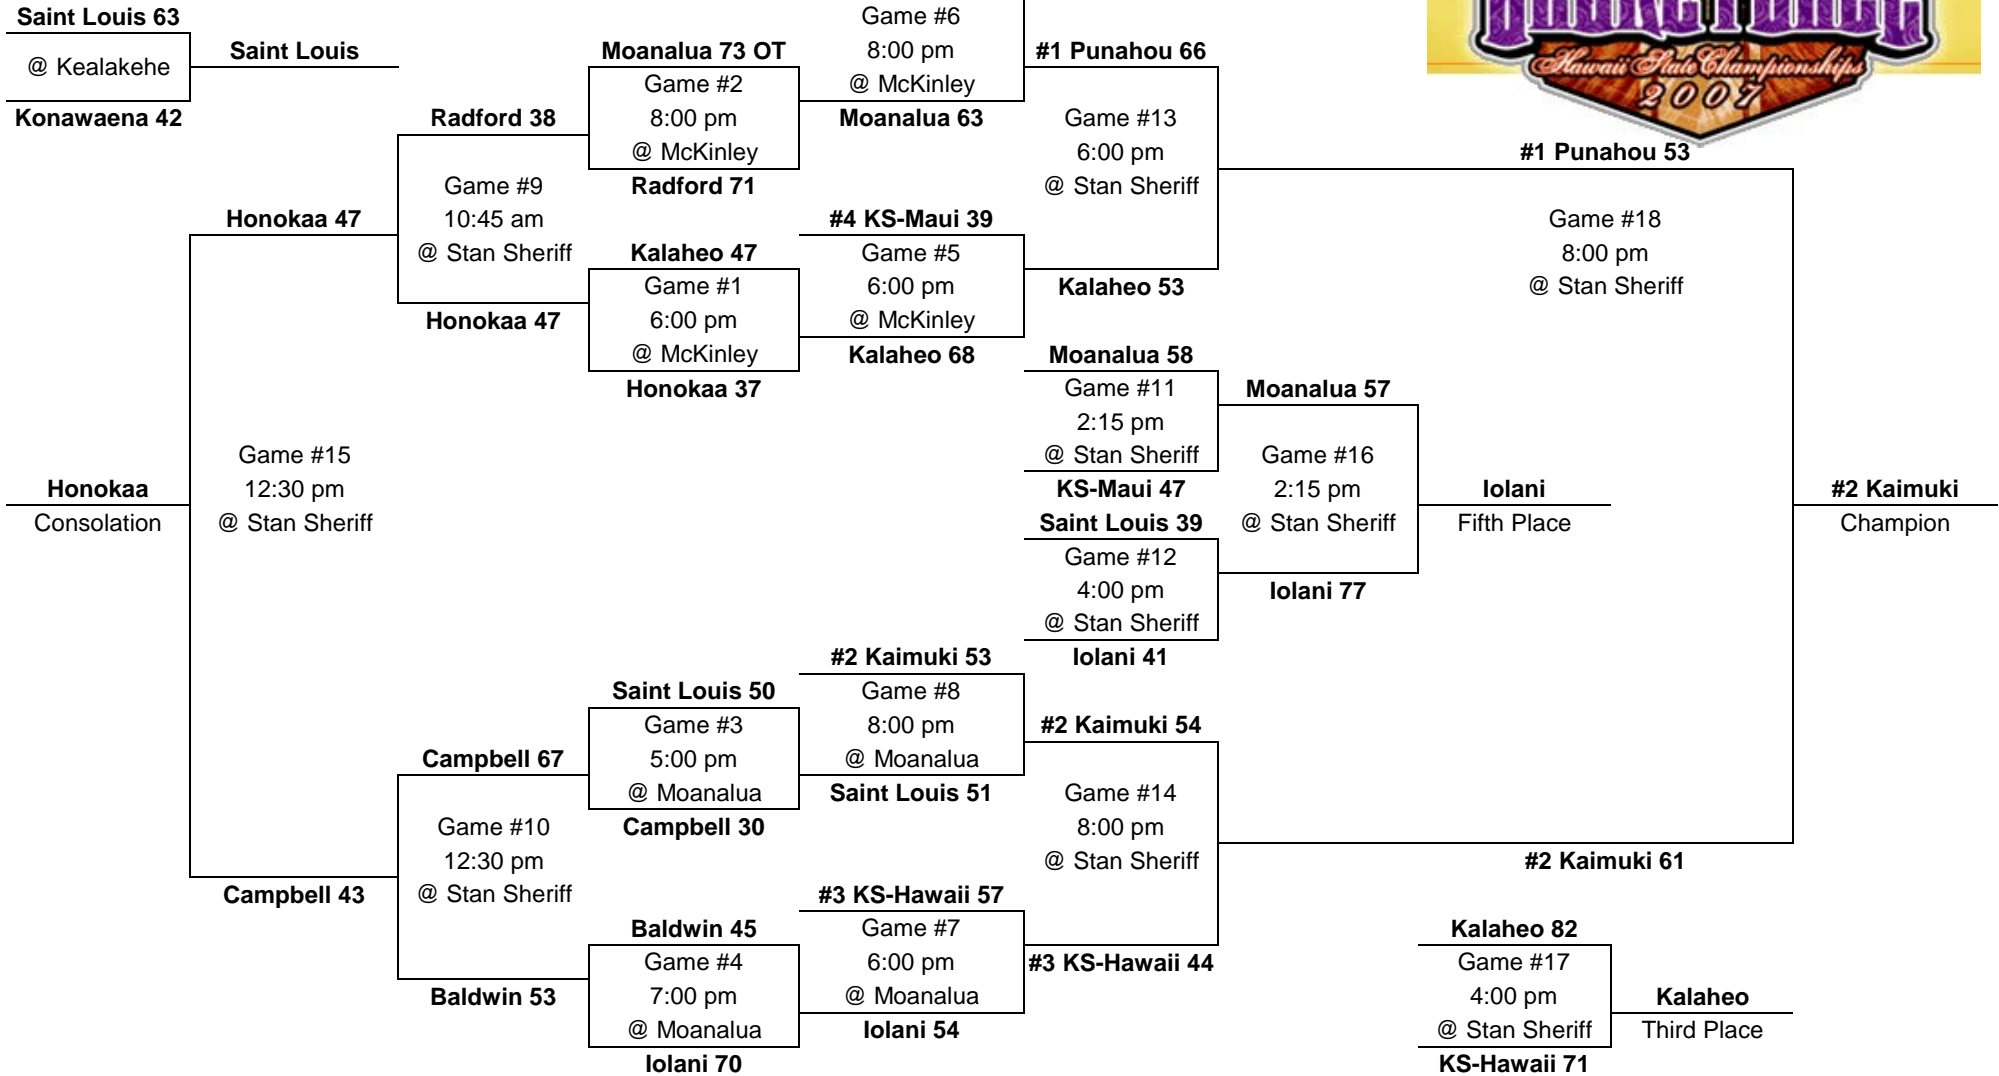 Saint Louis 63
@ Kealakehe
Konawaena 42
Saint Louis
Radford 38
Game #9
10:45 am
@ Stan Sheriff
Honokaa 47
Honokaa 47
Moanalua 73 OT
Game #2
8:00 pm
@ McKinley
Radford 71
Kalaheo 47
Game #1
6:00 pm
@ McKinley
Honokaa 37
Game #6
8:00 pm
@ McKinley
Moanalua 63
#4 KS-Maui 39
Game #5
6:00 pm
@ McKinley
Kalaheo 68
#1 Punahou 66
Game #13
6:00 pm
@ Stan Sheriff
Kalaheo 53
Hawaii State Championships
2007
#1 Punahou 53
Game #18
8:00 pm
@ Stan Sheriff
Moanalua 58
Game #11
2:15 pm
@ Stan Sheriff
KS-Maui 47
Saint Louis 39
Game #12
4:00 pm
@ Stan Sheriff
Iolani 41
Moanalua 57
Game #16
2:15 pm
@ Stan Sheriff
Iolani 77
Iolani
Fifth Place
#2 Kaimuki
Champion
Honokaa
Consolation
Game #15
12:30 pm
@ Stan Sheriff
Campbell 43
Campbell 67
Game #10
12:30 pm
@ Stan Sheriff
Baldwin 53
Saint Louis 50
Game #3
5:00 pm
@ Moanalua
Campbell 30
Baldwin 45
Game #4
7:00 pm
@ Moanalua
Iolani 70
#2 Kaimuki 53
Game #8
8:00 pm
@ Moanalua
Saint Louis 51
#3 KS-Hawaii 57
Game #7
6:00 pm
@ Moanalua
Iolani 54
#2 Kaimuki 54
Game #14
8:00 pm
@ Stan Sheriff
#3 KS-Hawaii 44
#2 Kaimuki 61
Kalaheo 82
Game #17
4:00 pm
@ Stan Sheriff
KS-Hawaii 71
Kalaheo
Third Place